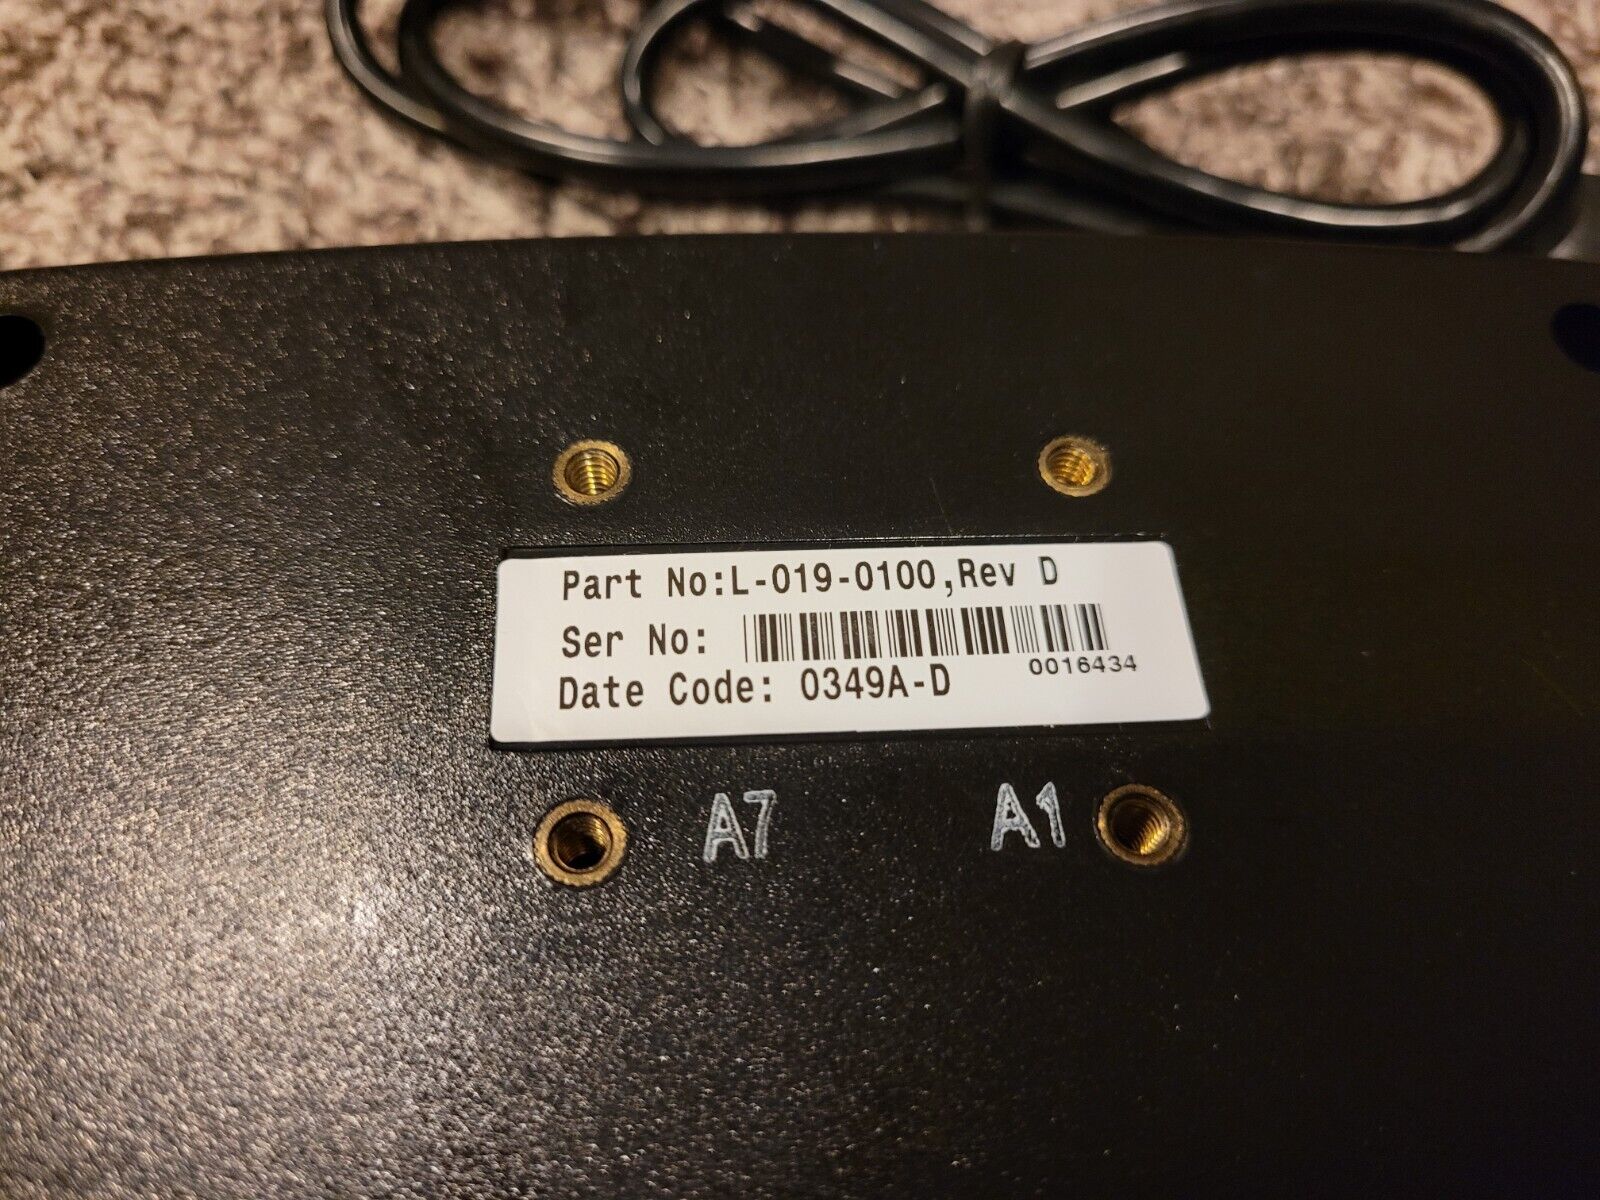 Part No:L-019-0100,Rev D
Ser No:
0016434
Date Code: 0349A-D
A7 A1